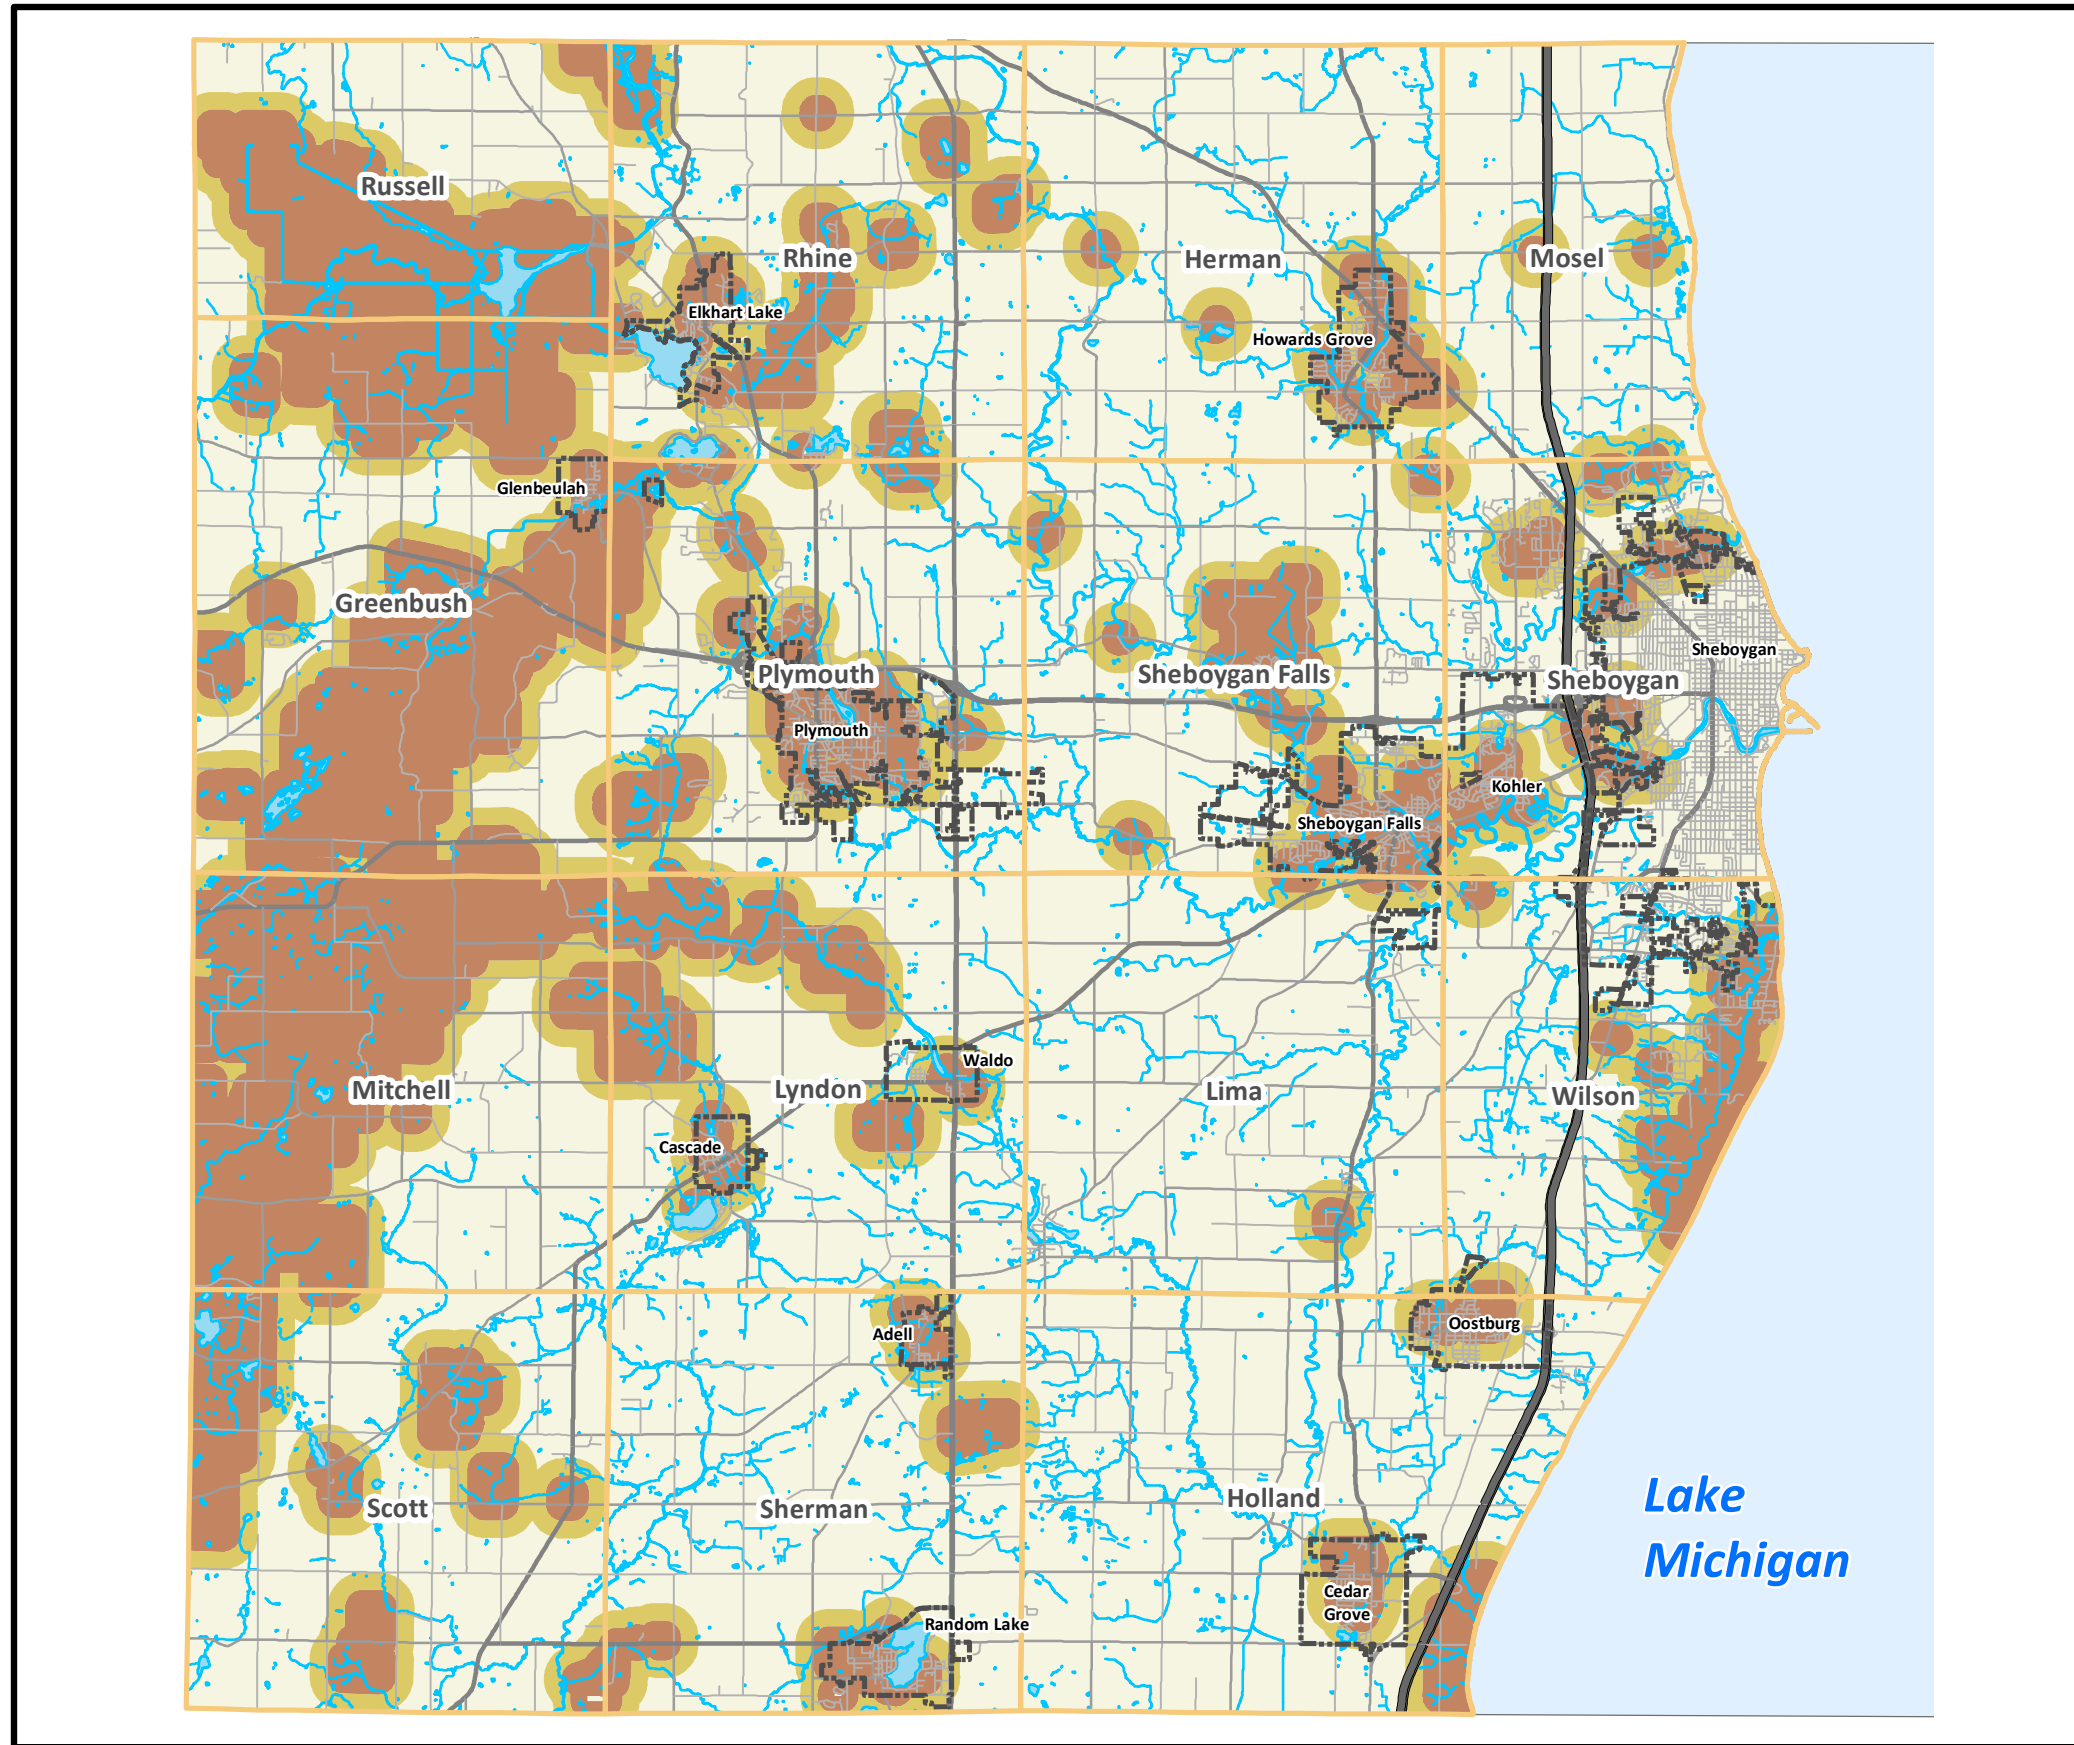 Russell
Rhine
Herman
Mosel
Elkhart Lake
Howards Grove
Glenbeulah
Greenbush
Sheboygan
Plymouth
Sheboygan Falls
Sheboygan
Plymouth
Kohler
Sheboygan Falls
Waldo
Mitchell
Lyndon
Lima
Wilson
Cascade
Adell
Oostburg
Scott
Sherman
Holland
Lake
Michigan
Cedar
Grove
Random Lake